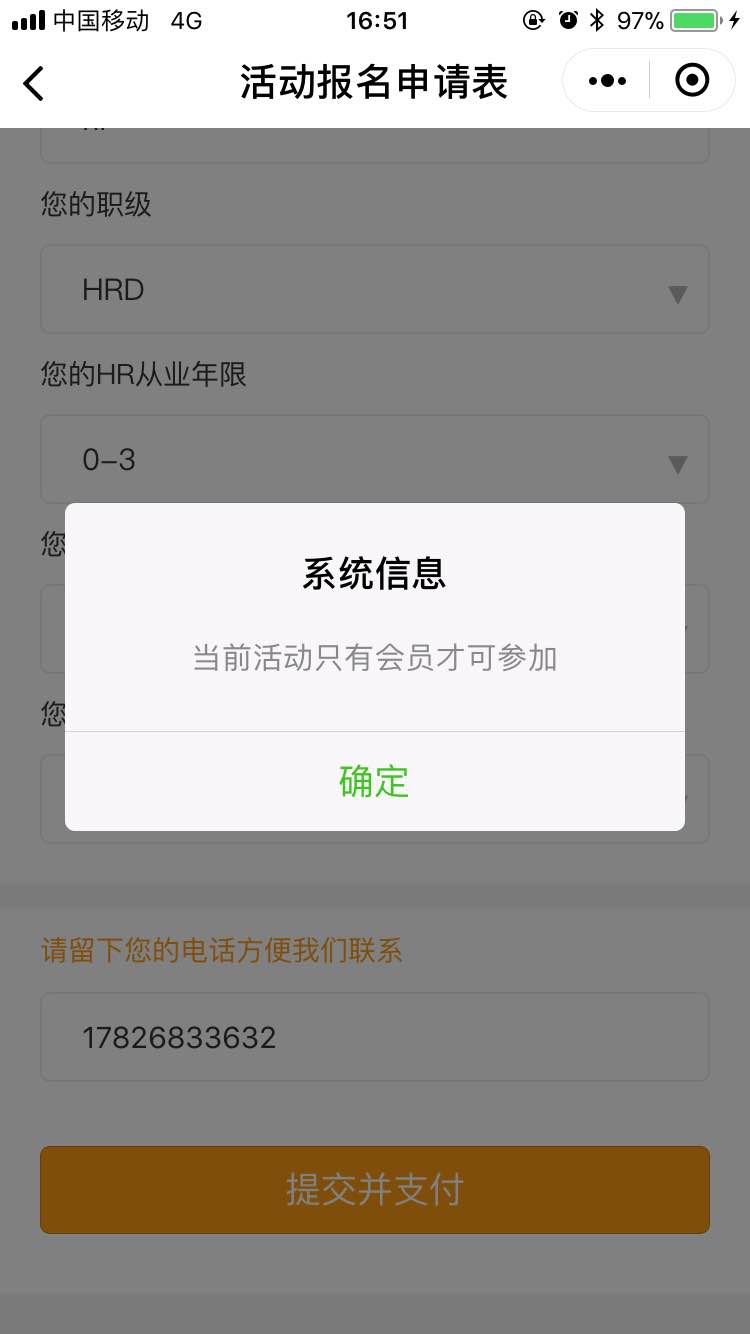 中国移动 4G 16:51 97%
活动报名申请表
您的职级
HRD
您的HR从业年限
0-3
您
系统信息
当前活动只有会员才可参加
您
确定
请留下您的电话方便我们联系
17826833632
提交并支付